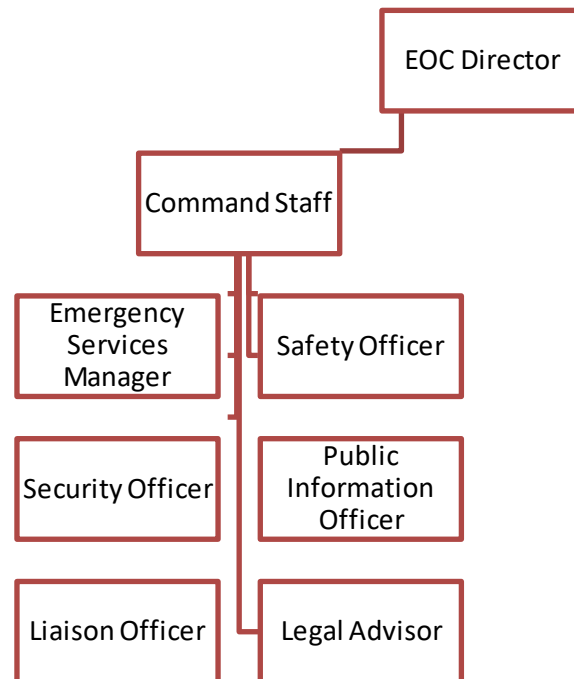 EOC Director
Command Staff
Emergency
Services
Manager
Safety Officer
Security Officer
Public
Information
Officer
Liaison Officer
Legal Advisor